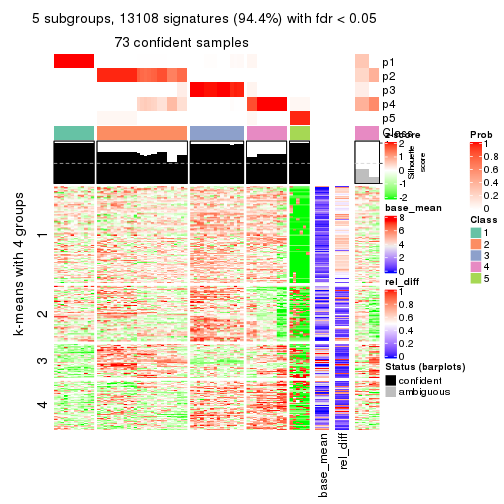 5 subgroups, 13108 signatures (94.4%) with fdr < 0.05
73 confident samples
p1
p2
p3
p4
p5
Class
Silhouette
score
k-means with 4 groups
1
2
3
4
base_mean
rel_diff
z-score
2
1
0
-1
-2
base_mean
8
6
4
2
0
rel_diff
1
0.8
0.6
0.4
0.2
0
Status (barplots)
confident
ambiguous
Prob
1
0.8
0.6
0.4
0.2
0
Class
1
2
3
4
5